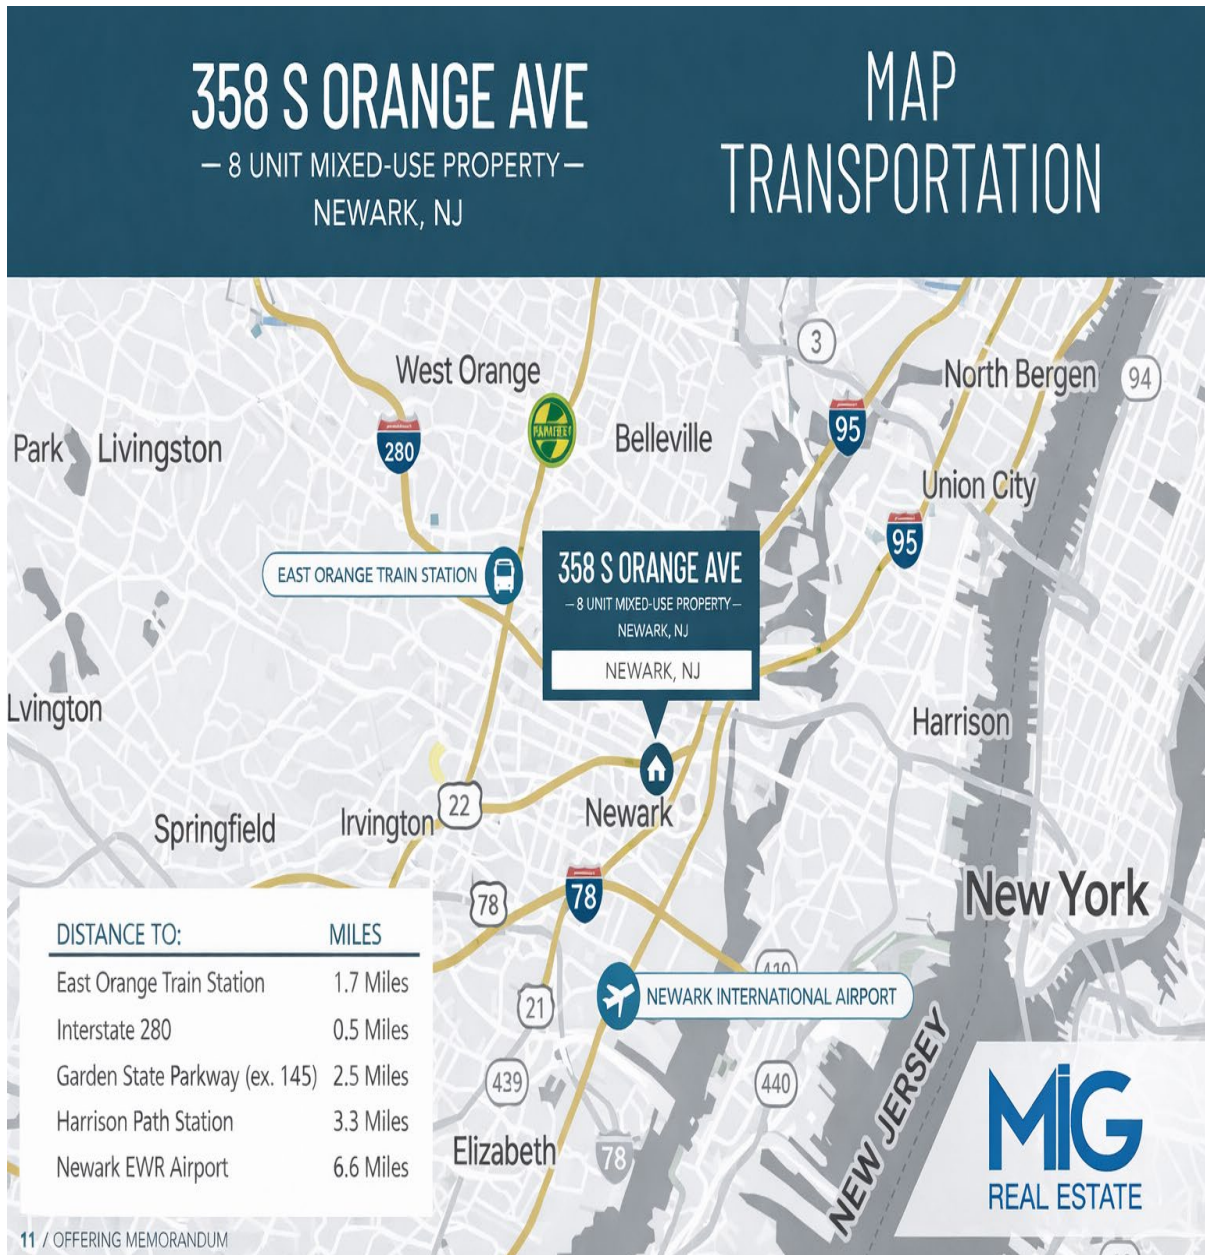 358 S ORANGE AVE
— 8 UNIT MIXED-USE PROPERTY —
NEWARK, NJ
MAP
TRANSPORTATION
3
West Orange
North Bergen
94
95
280
Park
Livingston
Belleville
Union City
95
EAST ORANGE TRAIN STATION
358 S ORANGE AVE
— 8 UNIT MIXED-USE PROPERTY —
NEWARK, NJ
NEWARK, NJ
Lvington
Harrison
22
Newark
Springfield
Irvington
78
78
New York
DISTANCE TO: MILES
East Orange Train Station 1.7 Miles
Interstate 280 0.5 Miles
Garden State Parkway (ex. 145) 2.5 Miles
Harrison Path Station 3.3 Miles
Newark EWR Airport 6.6 Miles
NEWARK INTERNATIONAL AIRPORT
21
439
440
Elizabeth
78
NEW JERSEY
MiG
REAL ESTATE
11 / OFFERING MEMORANDUM